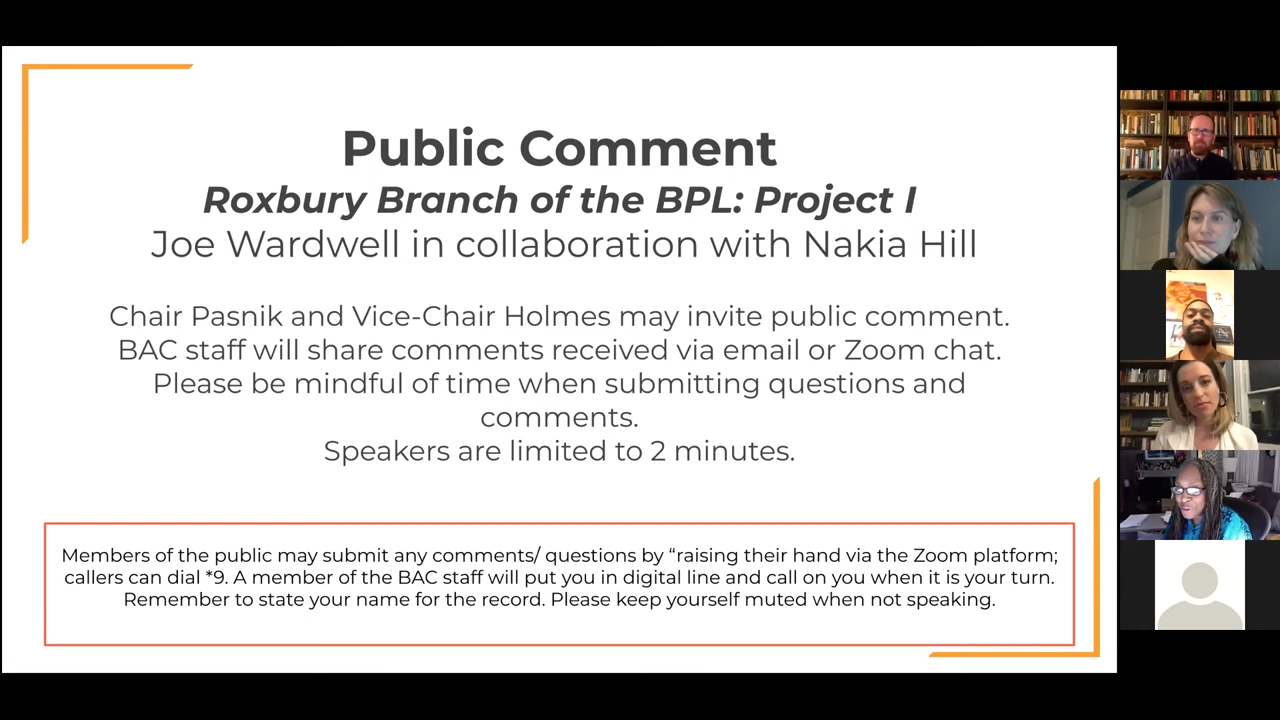 Public Comment
Roxbury Branch of the BPL: Project I
Joe Wardwell in collaboration with Nakia Hill
Chair Pasnik and Vice-Chair Holmes may invite public comment.
BAC staff will share comments received via email or Zoom chat.
Please be mindful of time when submitting questions and
comments.
Speakers are limited to 2 minutes.
Members of the public may submit any comments/ questions by “raising their hand via the Zoom platform;
callers can dial *9. A member of the BAC staff will put you in digital line and call on you when it is your turn.
Remember to state your name for the record. Please keep yourself muted when not speaking.